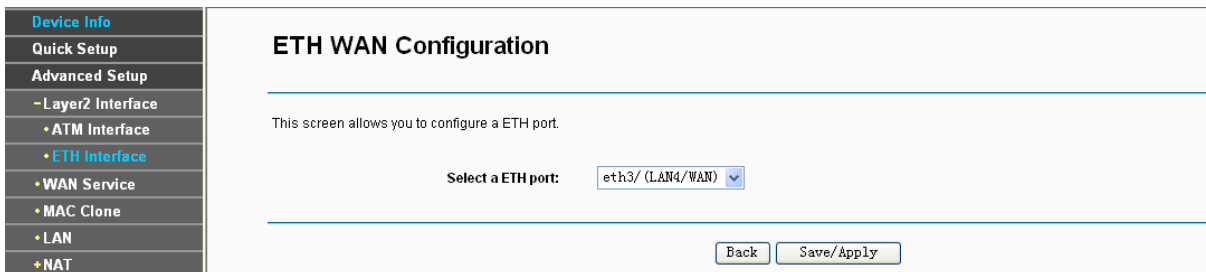 Device Info
Quick Setup
Advanced Setup
-Layer2 Interface
•ATM Interface
•ETH Interface
•WAN Service
•MAC Clone
•LAN
+NAT
ETH WAN Configuration
This screen allows you to configure a ETH port.
Select a ETH port: eth3/(LAN4/WAN)
Back Save/Apply